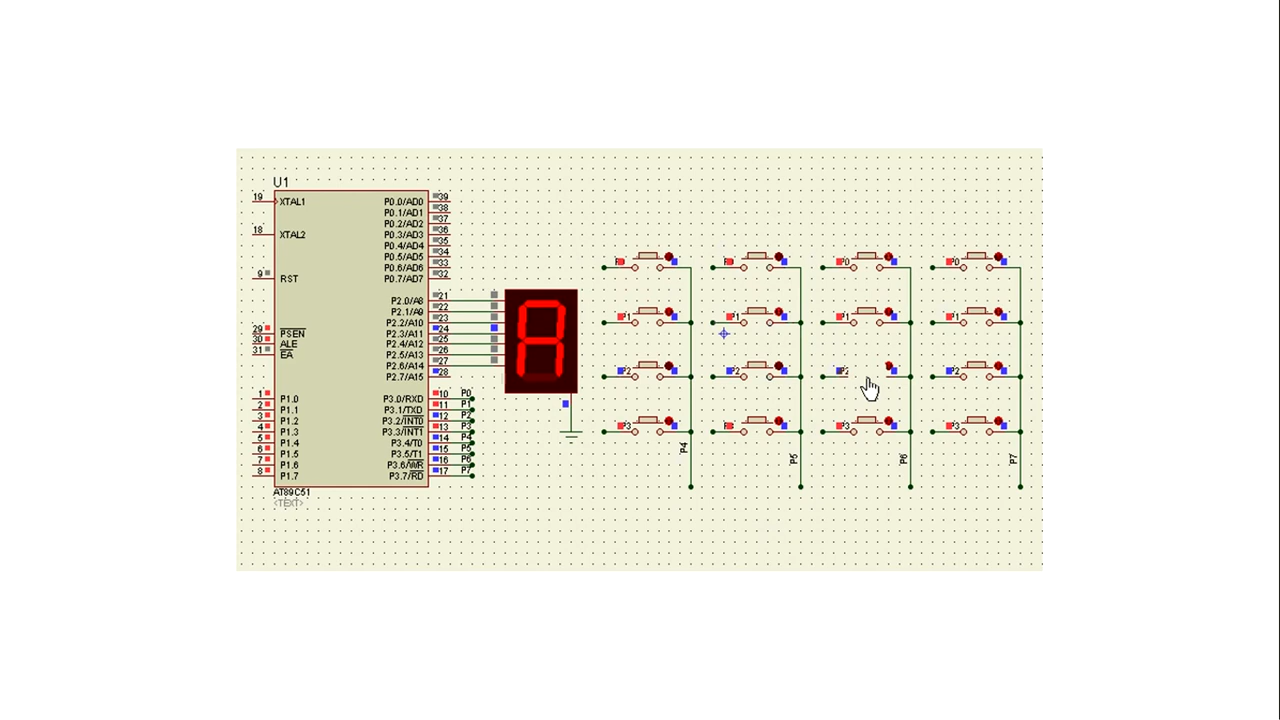 U1
19 XTAL1
18 XTAL2
9 RST
29 PSEN
30 ALE
31 EA
1 P1.0
2 P1.1
3 P1.2
4 P1.3
5 P1.4
6 P1.5
7 P1.6
8 P1.7
P0.0/AD0 39
P0.1/AD1 38
P0.2/AD2 37
P0.3/AD3 36
P0.4/AD4 35
P0.5/AD5 34
P0.6/AD6 33
P0.7/AD7 32
P2.0/A8 21
P2.1/A9 22
P2.2/A10 23
P2.3/A11 24
P2.4/A12 25
P2.5/A13 26
P2.6/A14 27
P2.7/A15 28
P3.0/RXD 10 P0
P3.1/TXD 11 P1
P3.2/INT0 12 P2
P3.3/INT1 13 P3
P3.4/T0 14 P4
P3.5/T1 15 P5
P3.6/WR 16 P6
P3.7/RD 17 P7
AT89C51
<TEXT>
A
P4
P5
P6
P7